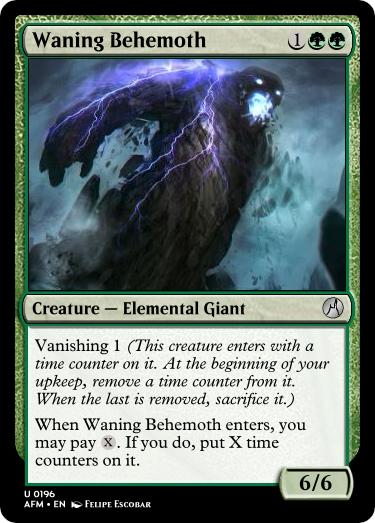 Waning Behemoth 1
Creature — Elemental Giant
Vanishing 1 (This creature enters with a
time counter on it. At the beginning of your
upkeep, remove a time counter from it.
When the last is removed, sacrifice it.)
When Waning Behemoth enters, you
may pay X. If you do, put X time
counters on it.
6/6
U 0196
AFM • EN Felipe Escobar